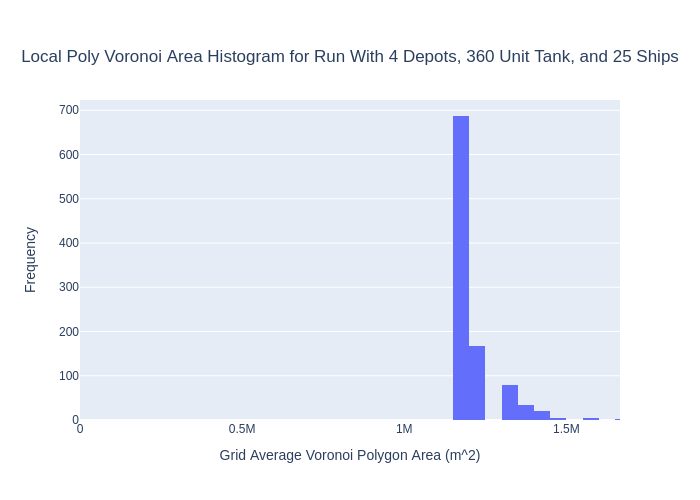 Local Poly Voronoi Area Histogram for Run With 4 Depots, 360 Unit Tank, and 25 Ships
700
600
500
400
300
200
100
0
Frequency
0 0.5M 1M 1.5M
Grid Average Voronoi Polygon Area (m^2)